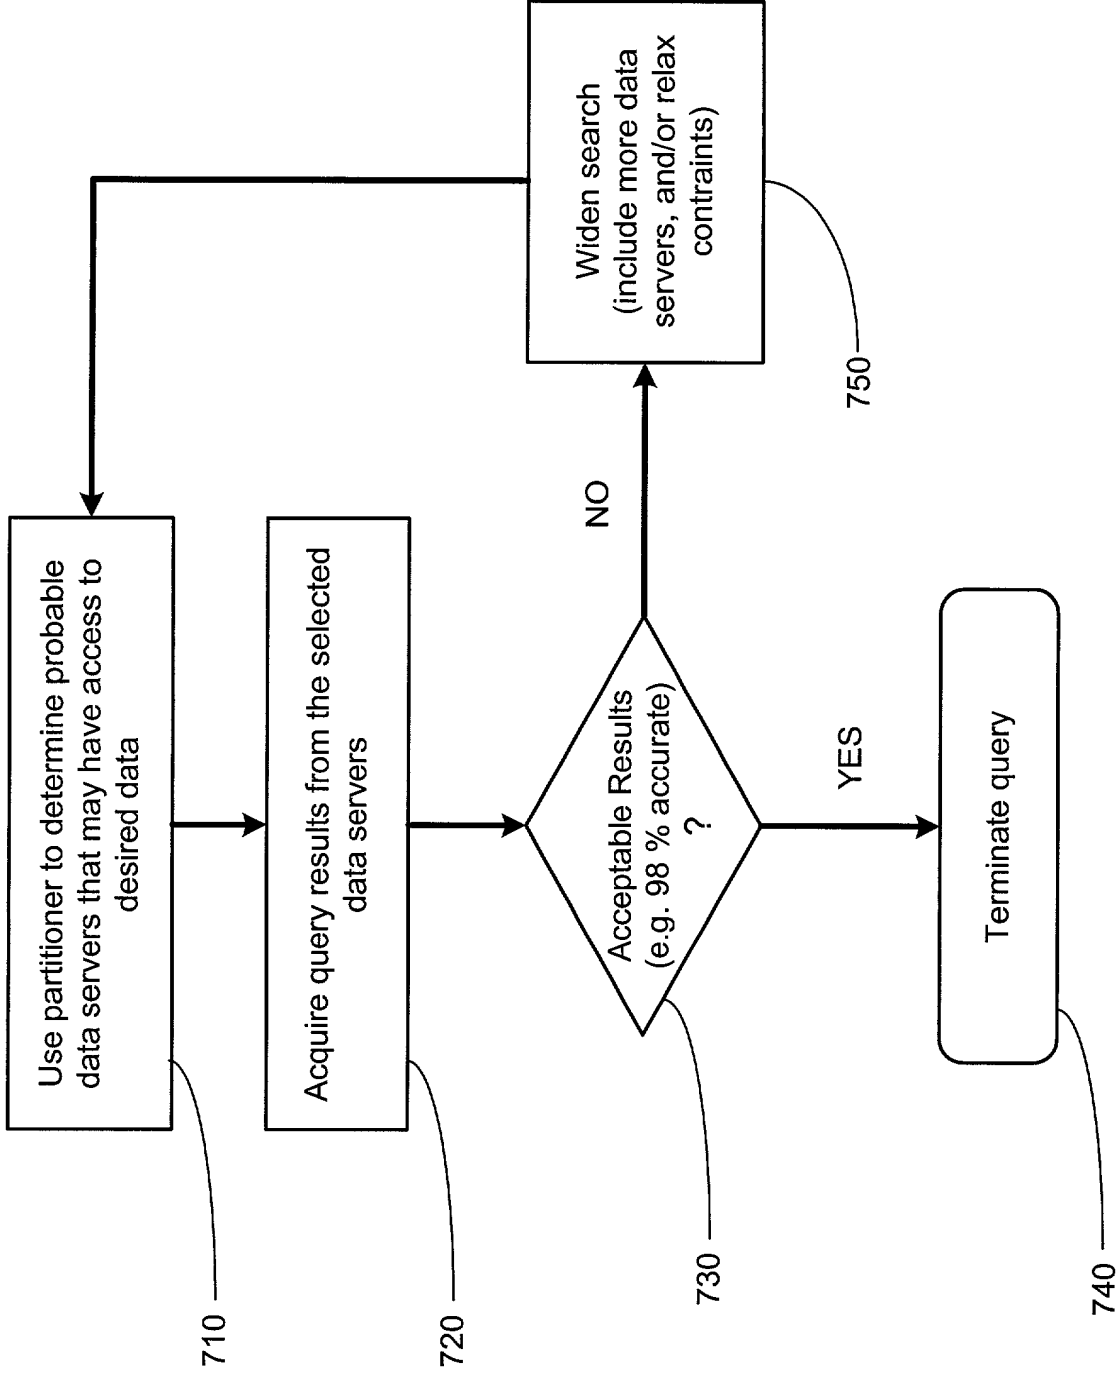 Use partitioner to determine probable
data servers that may have access to
desired data
710
Acquire query results from the selected
data servers
720
Acceptable Results
(e.g. 98 % accurate)
?
730
NO
Widen search
(include more data
servers, and/or relax
contraints)
750
YES
Terminate query
740